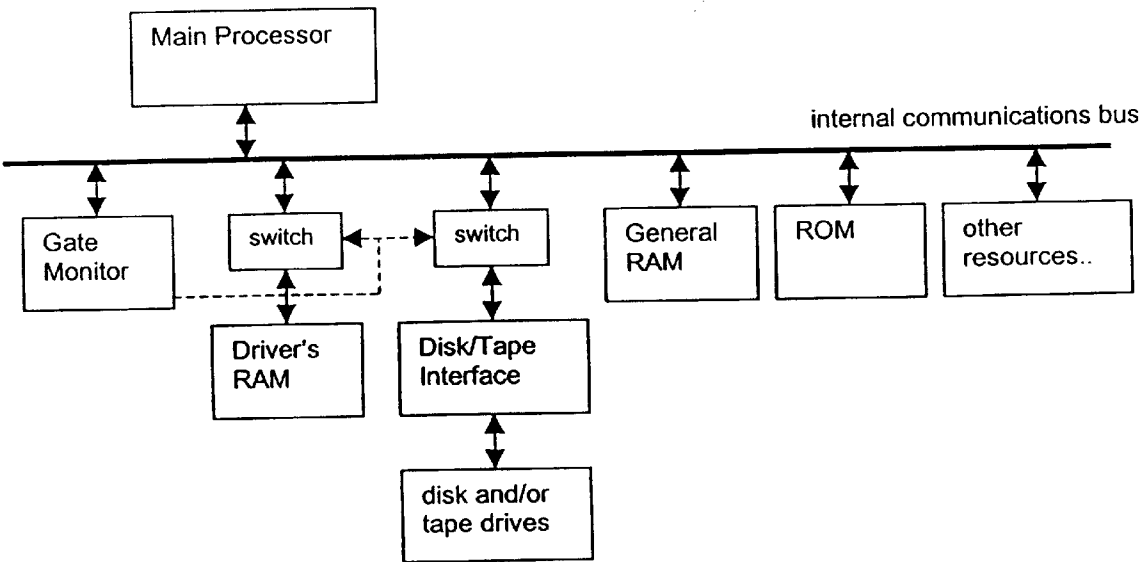 Main Processor
internal communications bus
Gate
Monitor
switch
switch
General
RAM
ROM
other
resources..
Driver's
RAM
Disk/Tape
Interface
disk and/or
tape drives